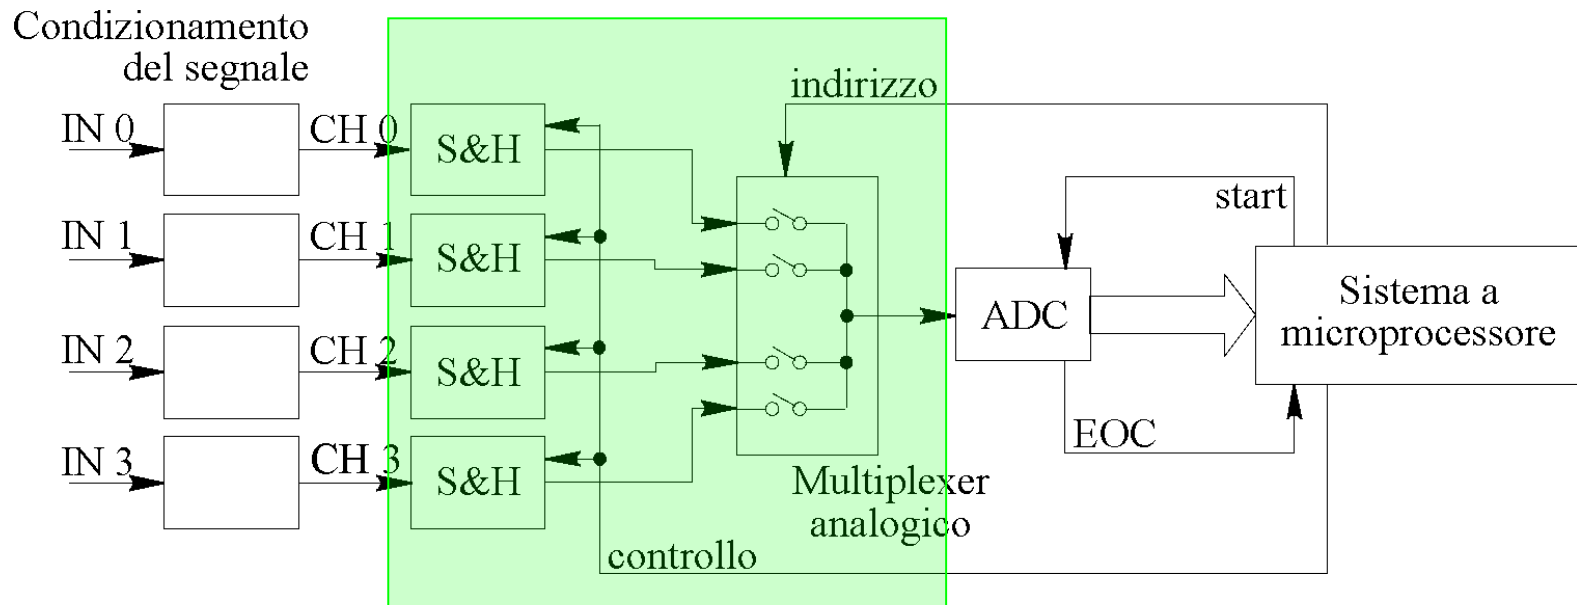 Condizionamento
del segnale
indirizzo
IN 0
CH 0
S&H
start
IN 1
CH 1
S&H
ADC
Sistema a
microprocessore
IN 2
CH 2
S&H
EOC
IN 3
CH 3
S&H
Multiplexer
analogico
controllo